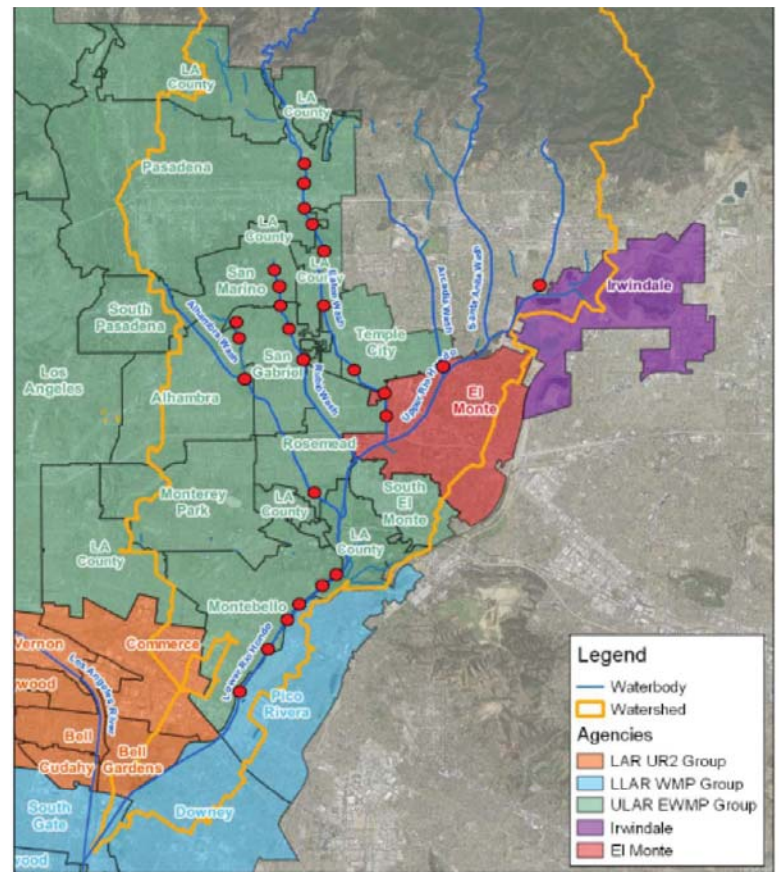 LA
County
LA
County
Pasadena
LA
County
LA
County
San
Marino
Eaton Wash
Arcadia Wash
Santa Anita Wash
Irwindale
South
Pasadena
Alhambra Wash
Temple
City
San
Gabriel
Rubio Wash
Upper Rio Hondo
El
Monte
Los
Angeles
Alhambra
Rosemead
Monterey
Park
LA
County
South
El
Monte
LA
County
LA
County
Montebello
Commerce
Vernon
Los Angeles River
Lower Rio Hondo
Pico
Rivera
wood
Bell
Bell
Gardens
Cudahy
South
Gate
Downey
wood
Legend
Waterbody
Watershed
Agencies
LAR UR2 Group
LLAR WMP Group
ULAR EWMP Group
Irwindale
El Monte